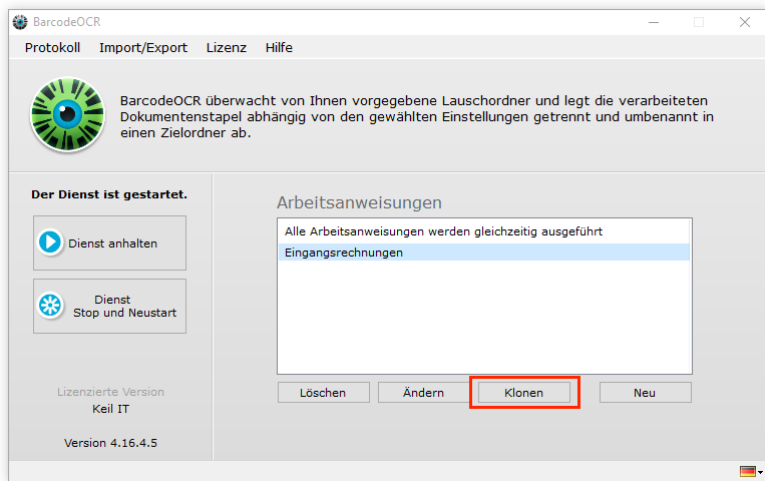 BarcodeOCR
Protokoll Import/Export Lizenz Hilfe
BarcodeOCR überwacht von Ihnen vorgegebene Lauschordner und legt die verarbeiteten
Dokumentenstapel abhängig von den gewählten Einstellungen getrennt und umbenannt in
einen Zielordner ab.
Der Dienst ist gestartet.
Dienst anhalten
Dienst
Stop und Neustart
Lizenzierte Version
Keil IT
Version 4.16.4.5
Arbeitsanweisungen
Alle Arbeitsanweisungen werden gleichzeitig ausgeführt
Eingangsrechnungen
Löschen Ändern Klonen Neu